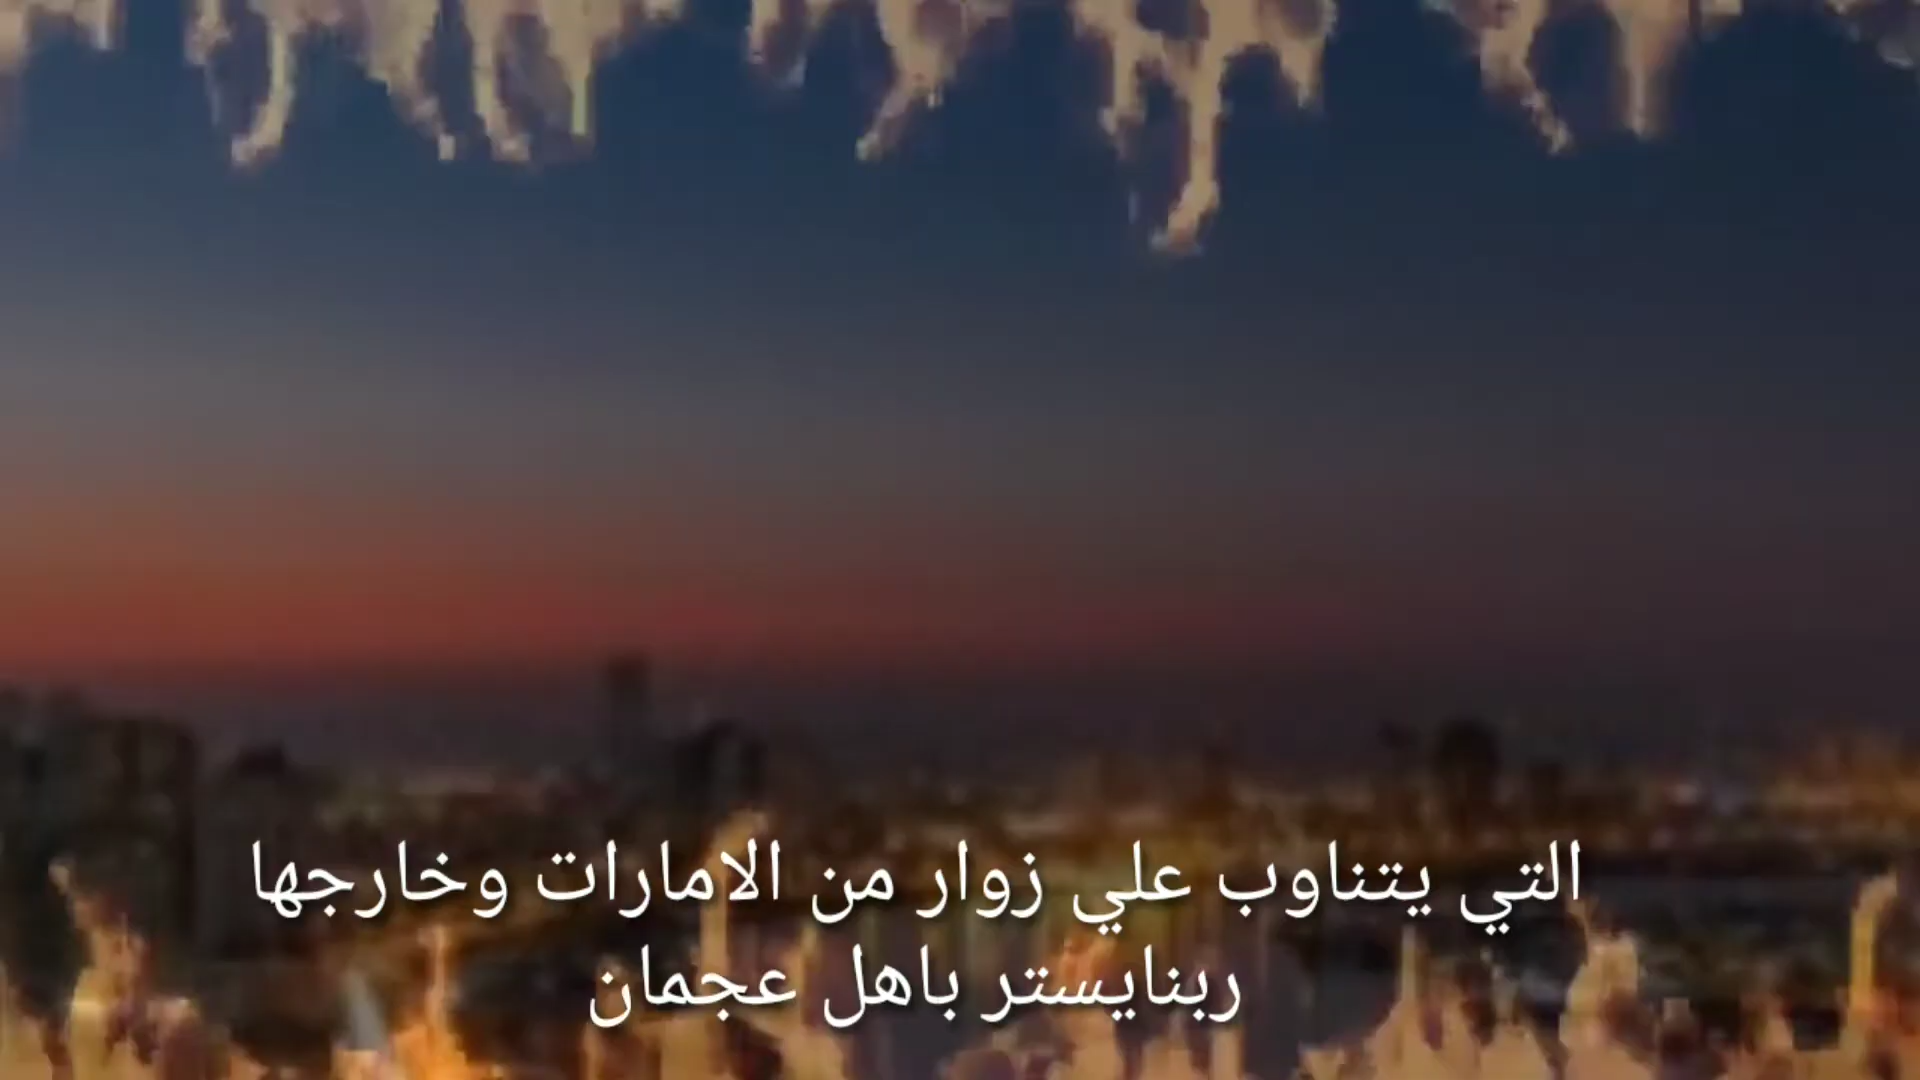 التي يتناوب علي زوار من الامارات وخارجها
ربنايستر باهل عجمان